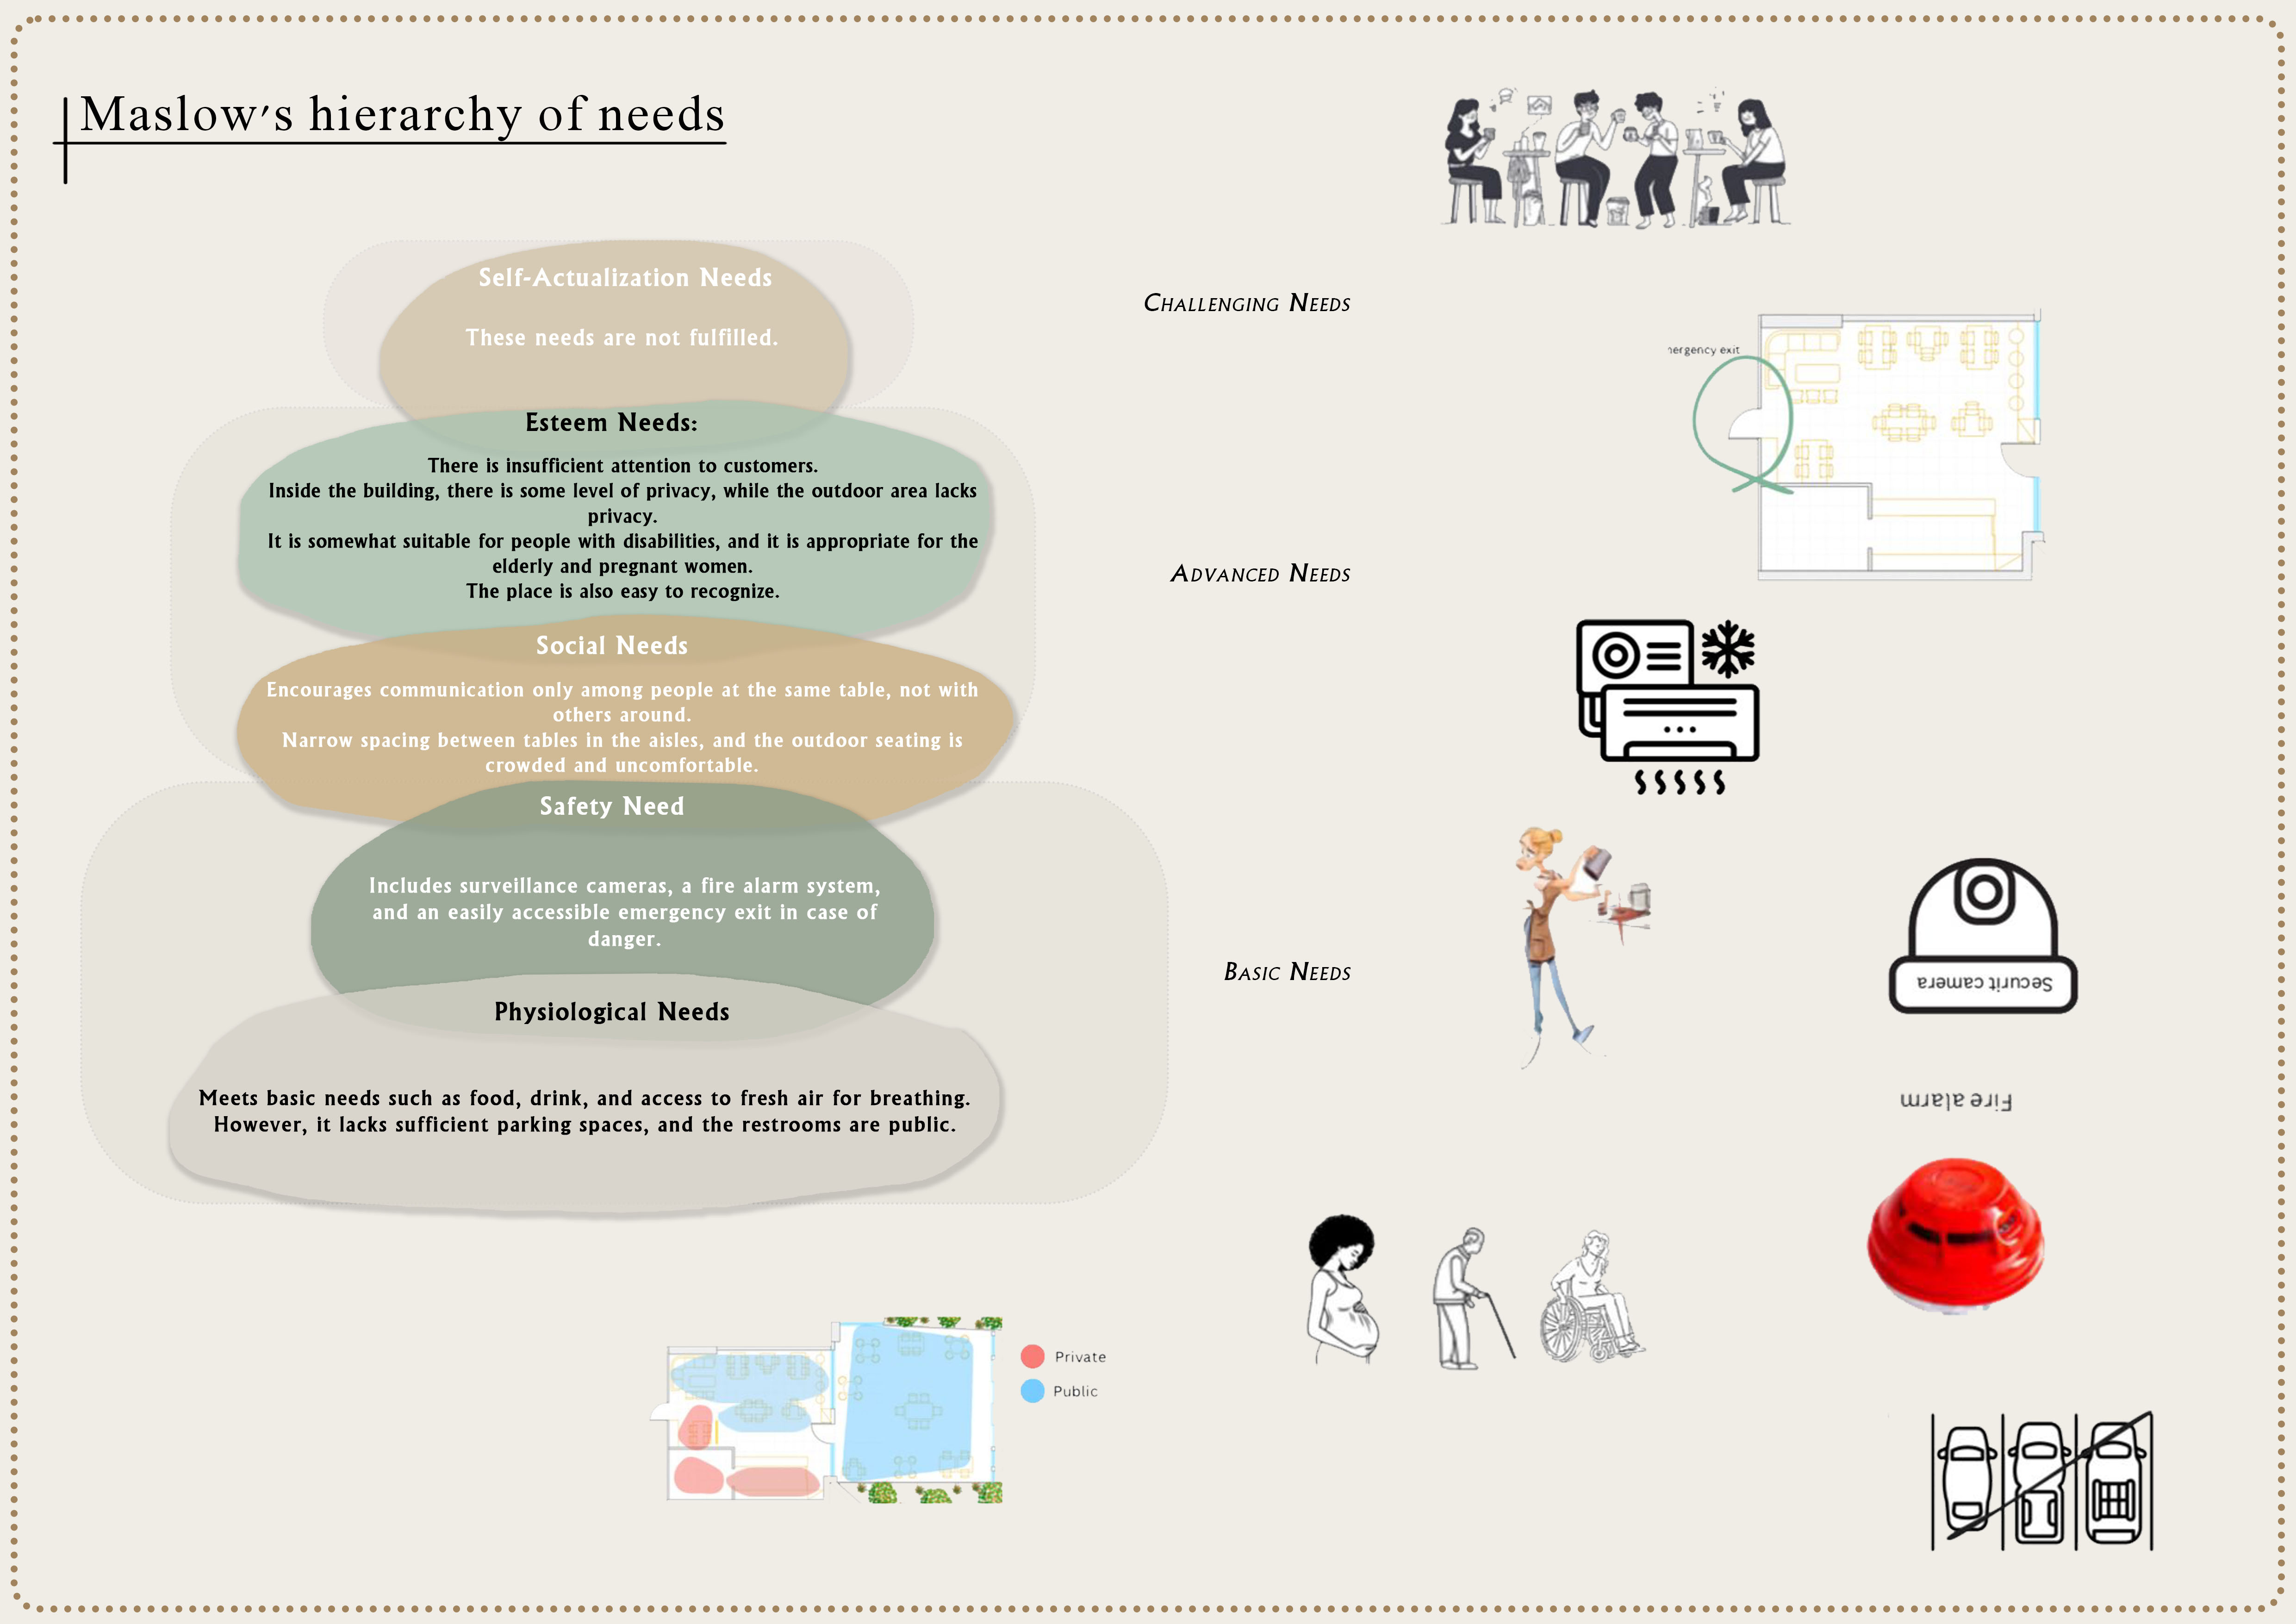 Maslow's hierarchy of needs
Self-Actualization Needs
These needs are not fulfilled.
Challenging Needs
Esteem Needs:
There is insufficient attention to customers.
Inside the building, there is some level of privacy, while the outdoor area lacks
privacy.
It is somewhat suitable for people with disabilities, and it is appropriate for the
elderly and pregnant women.
The place is also easy to recognize.
Advanced Needs
Social Needs
Encourages communication only among people at the same table, not with
others around.
Narrow spacing between tables in the aisles, and the outdoor seating is
crowded and uncomfortable.
Safety Need
Includes surveillance cameras, a fire alarm system,
and an easily accessible emergency exit in case of
danger.
Basic Needs
Physiological Needs
Meets basic needs such as food, drink, and access to fresh air for breathing.
However, it lacks sufficient parking spaces, and the restrooms are public.
mergency exit
Securit camera
Fire alarm
Private
Public